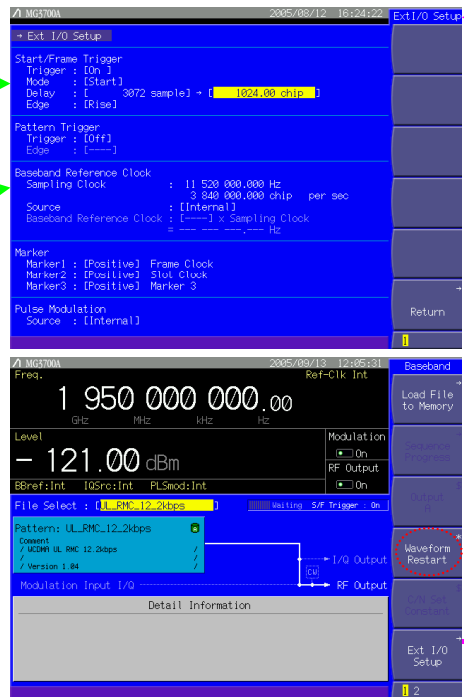 MG3700A 2005/08/12 16:24:22 ExtI/O Setup
→ Ext I/O Setup
Start/Frame Trigger
Trigger : [On ]
Mode : [Start]
Delay : [ 3072 sample] → [ 1024.00 chip ]
Edge : [Rise]
Pattern Trigger
Trigger : [Off]
Edge : [----]
Baseband Reference Clock
Sampling Clock : 11 520 000.000 Hz
3 840 000.000 chip per sec
Source : [Internal]
Baseband Reference Clock : [----] x Sampling Clock
= --- --- ---.--- Hz
Marker
Marker1 : [Positive] Frame Clock
Marker2 : [Positive] Slot Clock
Marker3 : [Positive] Marker 3
Pulse Modulation
Source : [Internal]
→
Return
1
MG3700A 2005/09/13 12:05:31 Baseband
Freq. Ref-Clk Int
1 950 000 000.00
GHz MHz kHz Hz
Level
- 121.00 dBm
Modulation
On
RF Output
On
BBref:Int IQSrc:Int PLSmod:Int
File Select : [UL_RMC_12_2kbps ] Waiting S/F Trigger : On
Pattern: UL_RMC_12_2kbps
Comment
/ WCDMA UL RMC 12.2kbps /
/ /
/ Version 1.04 /
I/Q Output
CW
Modulation Input I/Q RF Output
Detail Information
→
Load File
to Memory
Sequence
Progress
Output
A
*
Waveform
Restart
C/N Set
Constant
→
Ext I/O
Setup
1 2